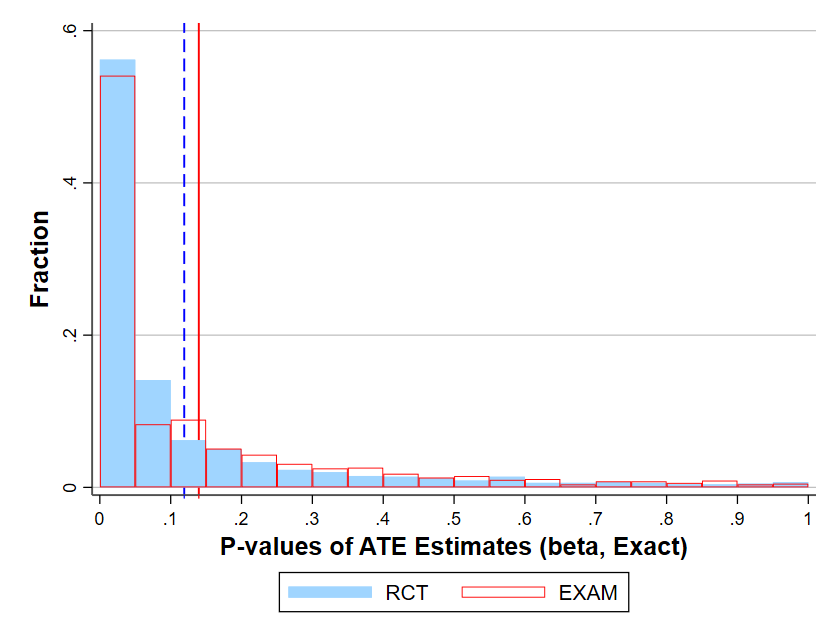 Fraction
.6
.4
.2
0
0 .1 .2 .3 .4 .5 .6 .7 .8 .9 1
P-values of ATE Estimates (beta, Exact)
RCT EXAM